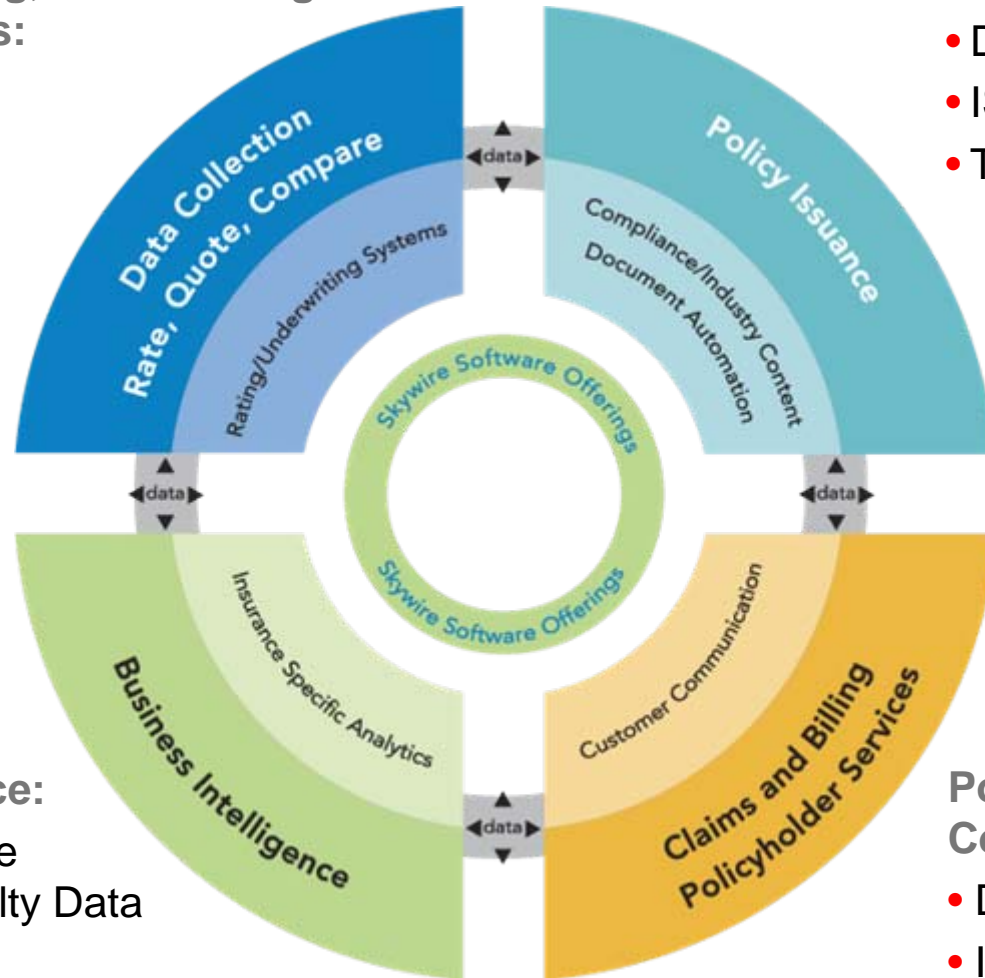 s:
Data Collection
Rate, Quote, Compare
Rating/Underwriting Systems
data
Policy Issuance
Compliance/Industry Content
Document Automation
• D
• IS
• T
Skywire Software Offerings
data
data
Skywire Software Offerings
Insurance Specific Analytics
Business Intelligence
Customer Communication
Claims and Billing
Policyholder Services
data
ce:
e
lty Data
Po
Co
• D
• I